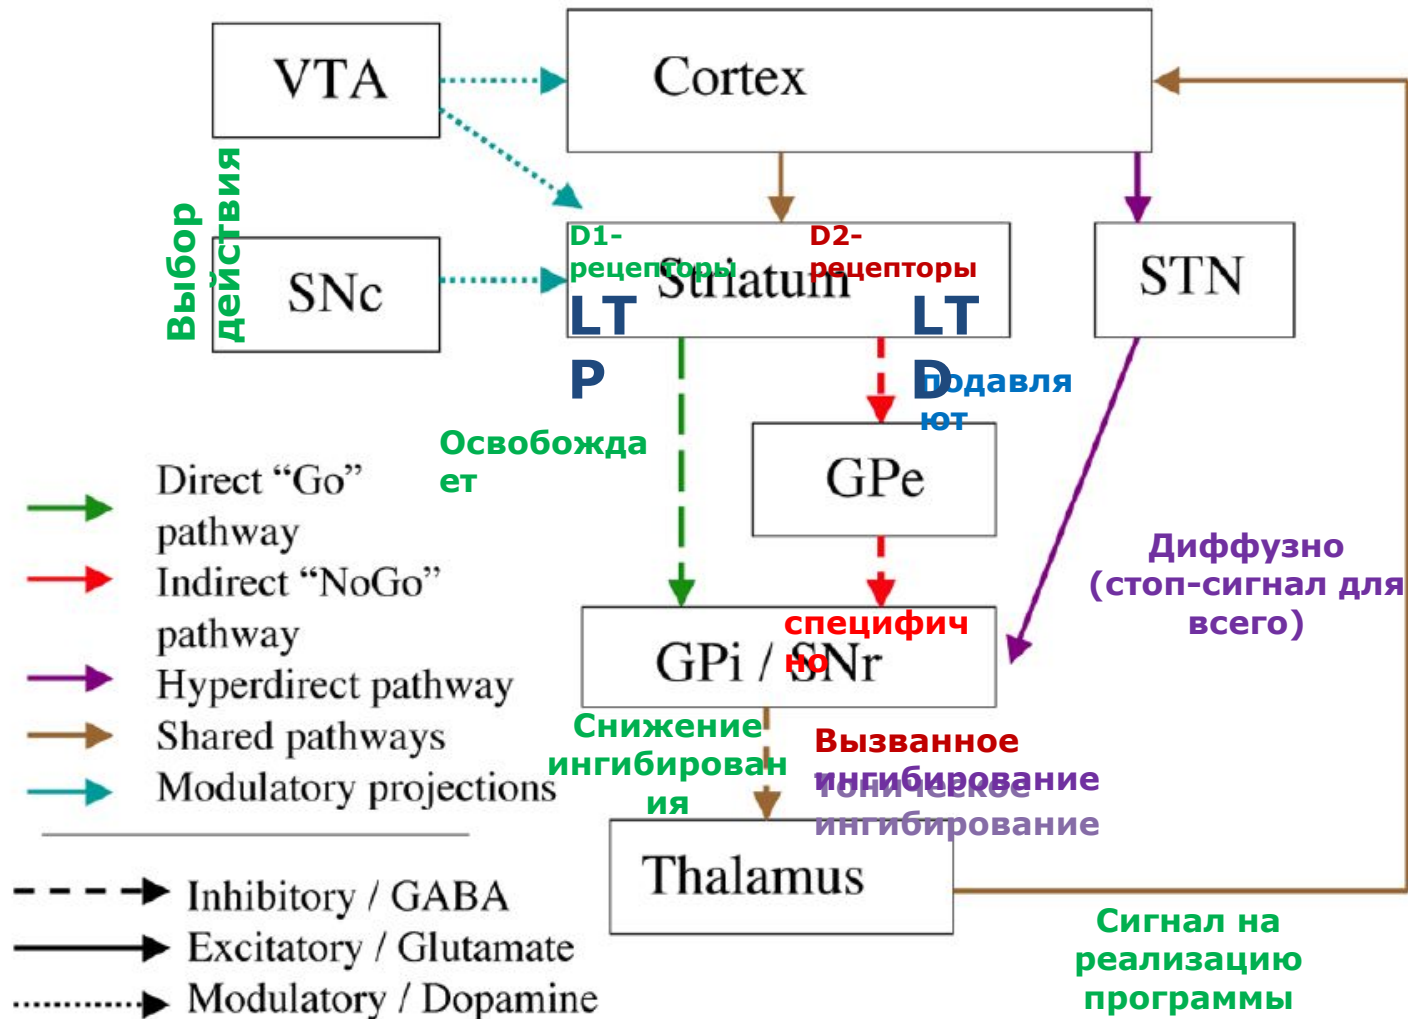 VTA
Cortex
Выбор
действия
SNc
D1-
рецепторы
D2-
рецепторы
Striatum
LT
P
LT
D
STN
подавля
ют
Освобожда
ет
GPe
Direct “Go”
pathway
Indirect “NoGo”
pathway
Hyperdirect pathway
Shared pathways
Modulatory projections
Диффузно
(стоп-сигнал для
всего)
специфич
но
GPi / SNr
Снижение
ингибирован
ия
Вызванное
ингибирование
Тоническое
ингибирование
Thalamus
Inhibitory / GABA
Excitatory / Glutamate
Modulatory / Dopamine
Сигнал на
реализацию
программы